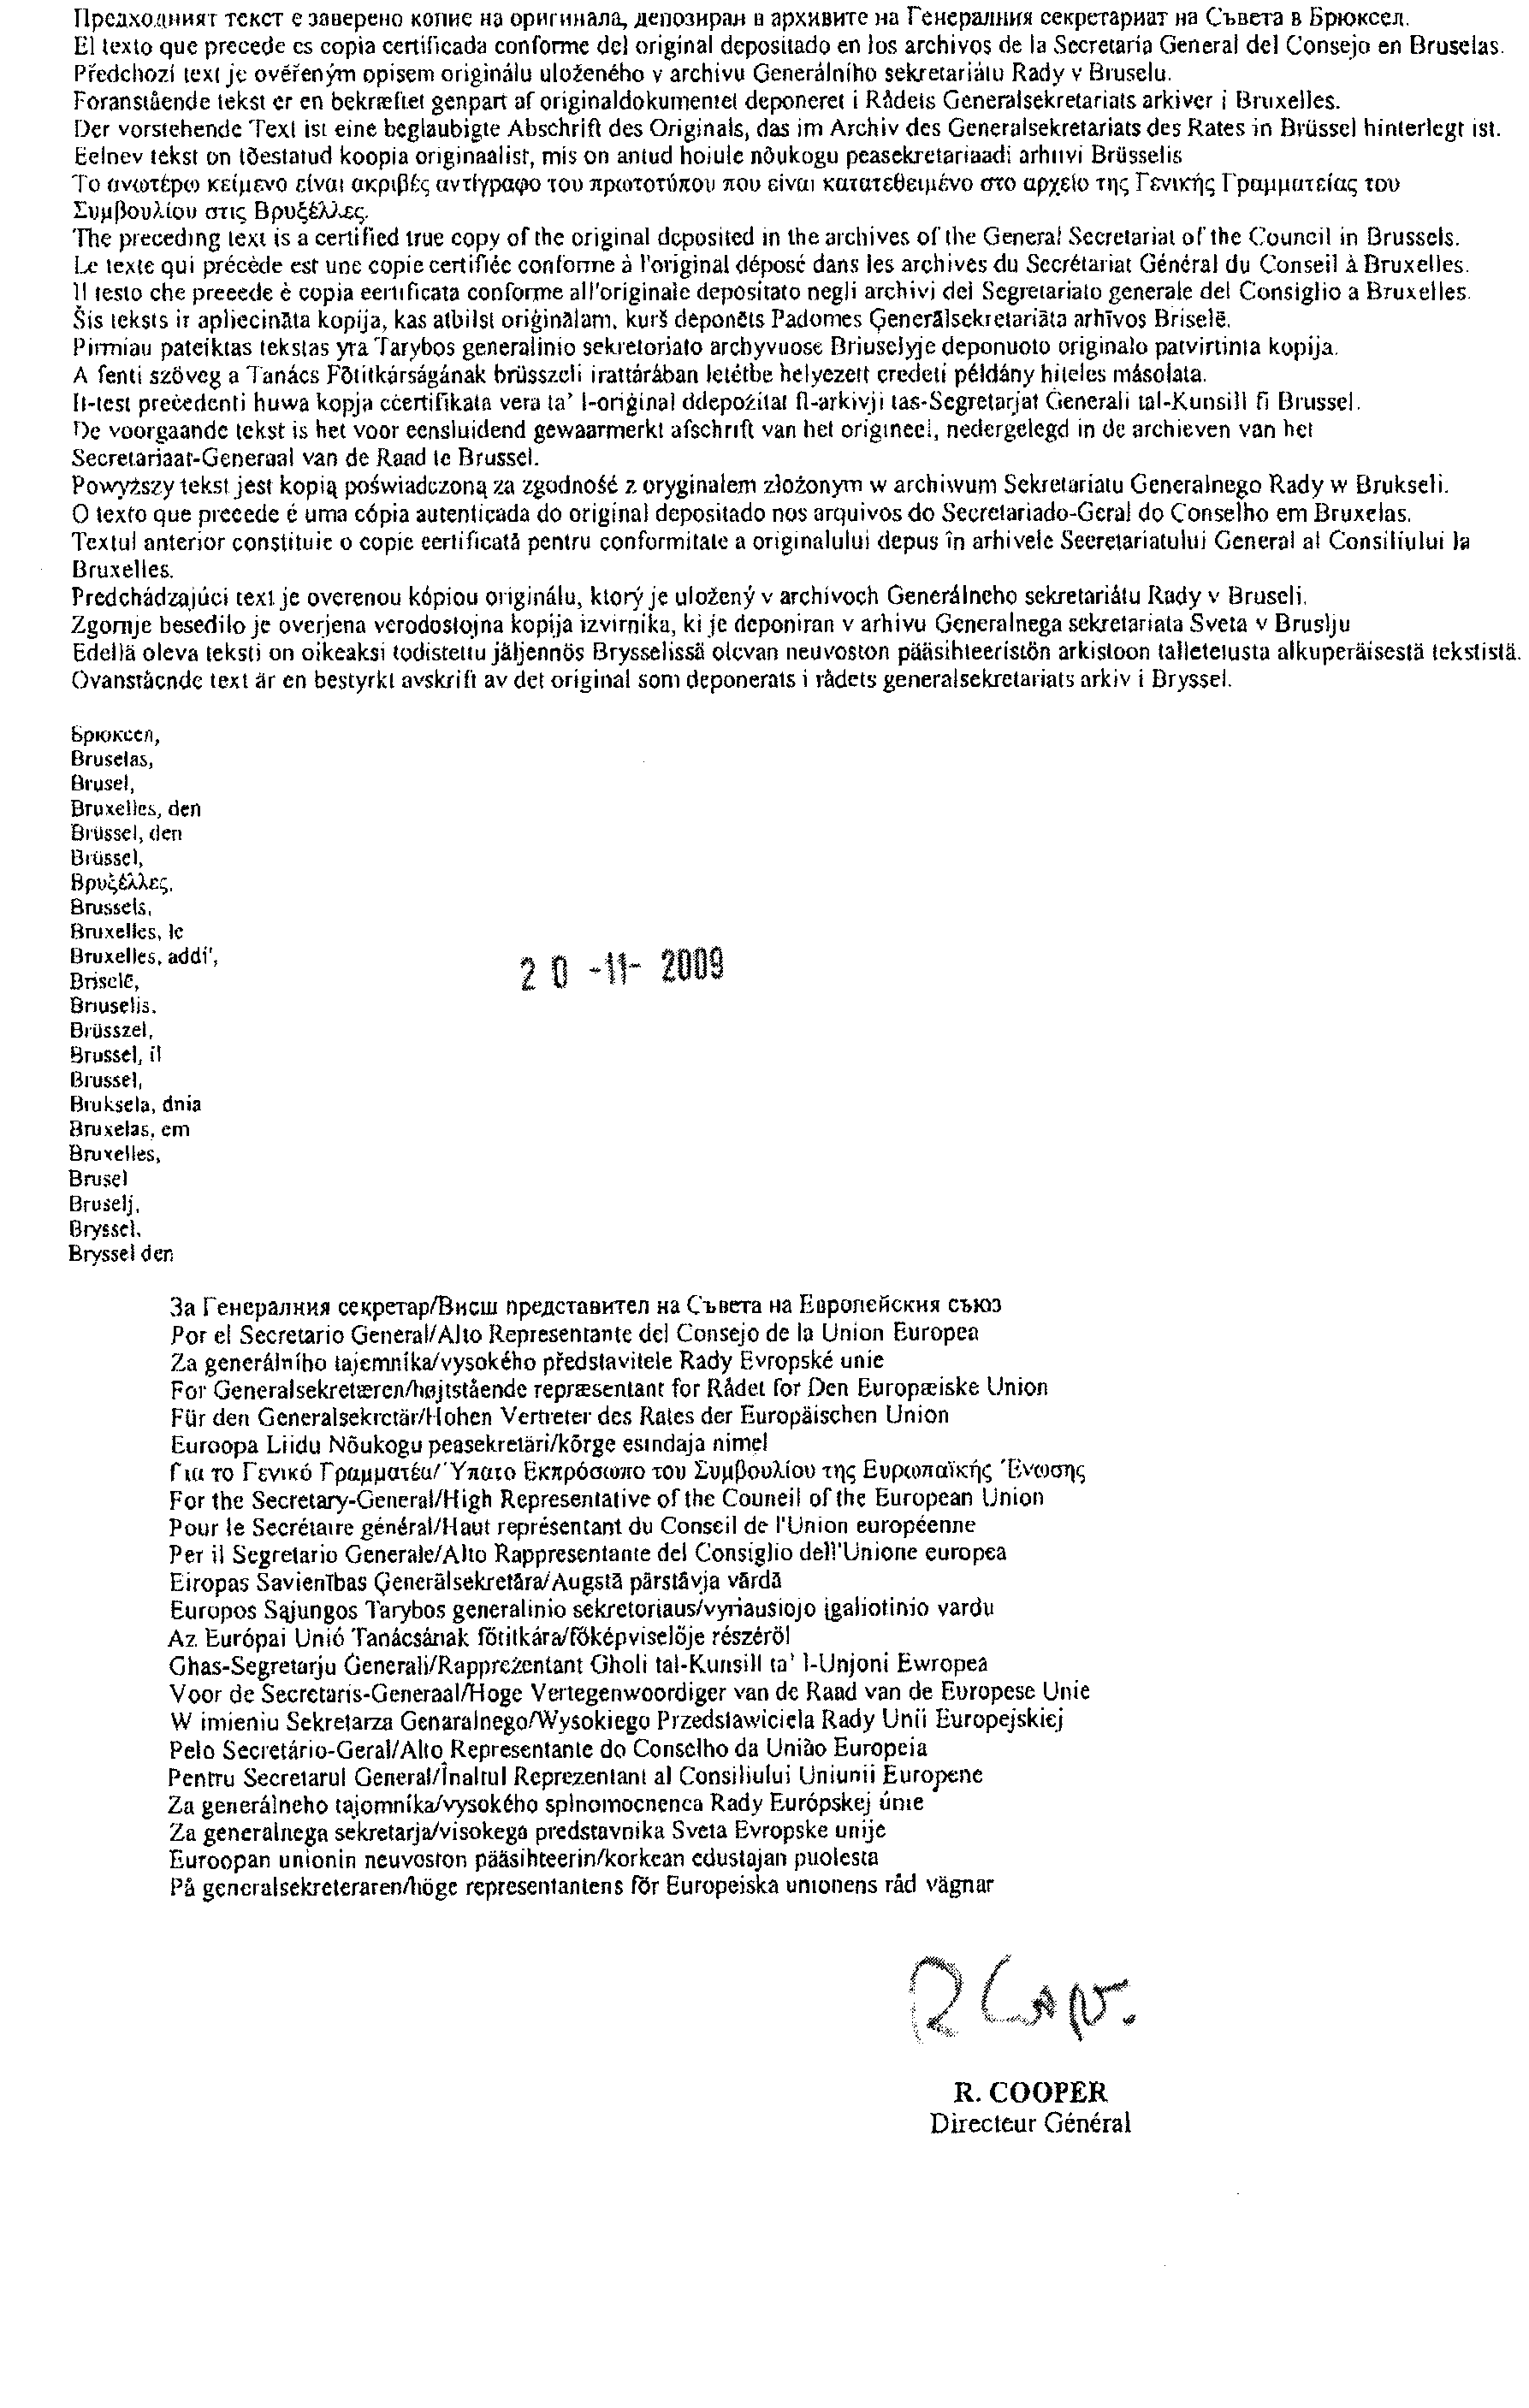 Предходният текст е заверено копие на оригинала, депозиран в архивите на Генералния секретариат на Съвета в Брюксел.
El texto que precede es copia certificada conforme del original depositado en los archivos de la Secretaría General del Consejo en Bruselas.
Předchozí text je ověřeným opisem originálu uloženého v archivu Generálního sekretariátu Rady v Bruselu.
Foranstående tekst er en bekræftet genpart af originaldokumentet deponeret i Rådets Generalsekretariats arkiver i Bruxelles.
Der vorstehende Text ist eine beglaubigte Abschrift des Originals, das im Archiv des Generalsekretariats des Rates in Brüssel hinterlegt ist.
Eelnev tekst on tõestatud koopia originaalist, mis on antud hoiule nõukogu peasekretariaadi arhiivi Brüsselis
Το ανωτέρω κείμενο είναι ακριβές αντίγραφο του πρωτοτύπου που είναι κατατεθειμένο στο αρχείο της Γενικής Γραμματείας του
Συμβουλίου στις Βρυξέλλες.
The preceding text is a certified true copy of the original deposited in the archives of the General Secretariat of the Council in Brussels.
Le texte qui précède est une copie certifiée conforme à l'original déposé dans les archives du Secrétariat Général du Conseil à Bruxelles.
Il testo che precede è copia certificata conforme all'originale depositato negli archivi del Segretariato generale del Consiglio a Bruxelles.
Šis teksts ir apliecināta kopija, kas atbilst oriģinālam, kurš deponēts Padomes Ģenerālsekretariāta arhīvos Briselē.
Pirmiau pateiktas tekstas yra Tarybos generalinio sekretoriato archyvuose Briuselyje deponuoto originalo patvirtinta kopija.
A fenti szöveg a Tanács Főtitkárságának brüsszeli irattárában letétbe helyezett eredeti példány hiteles másolata.
It-test preċedenti huwa kopja ċċertifikata vera ta' l-oriġinal ddepożitat fl-arkivji tas-Segretarjat Ġenerali tal-Kunsill fi Brussel.
De voorgaande tekst is het voor eensluidend gewaarmerkt afschrift van het origineel, nedergelegd in de archieven van het
Secretariaat-Generaal van de Raad te Brussel.
Powyższy tekst jest kopią poświadczoną za zgodność z oryginałem złożonym w archiwum Sekretariatu Generalnego Rady w Brukseli.
O texto que precede é uma cópia autenticada do original depositado nos arquivos do Secretariado-Geral do Conselho em Bruxelas.
Textul anterior constituie o copie certificată pentru conformitate a originalului depus în arhivele Secretariatului General al Consiliului la
Bruxelles.
Predchádzajúci text je overenou kópiou originálu, ktorý je uložený v archívoch Generálneho sekretariátu Rady v Bruseli.
Zgornje besedilo je overjena verodostojna kopija izvirnika, ki je deponiran v arhivu Generalnega sekretariata Sveta v Bruslju
Edellä oleva teksti on oikeaksi todistettu jäljennös Brysselissä olevan neuvoston pääsihteeristön arkistoon talletetusta alkuperäisestä tekstistä.
Ovanstående text är en bestyrkt avskrift av det original som deponerats i rådets generalsekretariats arkiv i Bryssel.
Брюксел,
Bruselas,
Brusel,
Bruxelles, den
Brüssel, den
Brüssel,
Βρυξέλλες,
Brussels,
Bruxelles, le
Bruxelles, addì',
Briselē,
Briuselis,
Brüsszel,
Brussel, il
Brussel,
Bruksela, dnia
Bruxelas, em
Bruxelles,
Brusel
Bruselj,
Bryssel,
Bryssel den
20 -11- 2009
За Генералния секретар/Висш представител на Съвета на Европейския съюз
Por el Secretario General/Alto Representante del Consejo de la Union Europea
Za generálního tajemníka/vysokého představitele Rady Evropské unie
For Generalsekretæren/højtstående repræsentant for Rådet for Den Europæiske Union
Für den Generalsekretär/Hohen Vertreter des Rates der Europäischen Union
Euroopa Liidu Nõukogu peasekretäri/kõrge esindaja nimel
Για το Γενικό Γραμματέα/Ύπατο Εκπρόσωπο του Συμβουλίου της Ευρωπαϊκής Ένωσης
For the Secretary-General/High Representative of the Council of the European Union
Pour le Secrétaire général/Haut représentant du Conseil de l'Union européenne
Per il Segretario Generale/Alto Rappresentante del Consiglio dell'Unione europea
Eiropas Savienības Ģenerālsekretāra/Augstā pārstāvja vārdā
Europos Sąjungos Tarybos generalinio sekretoriaus/vyriausiojo įgaliotinio vardu
Az Európai Unió Tanácsának főtitkára/főképviselője részéről
Għas-Segretarju Ġenerali/Rappreżentant Għoli tal-Kunsill ta' l-Unjoni Ewropea
Voor de Secretaris-Generaal/Hoge Vertegenwoordiger van de Raad van de Europese Unie
W imieniu Sekretarza Genaralnego/Wysokiego Przedstawiciela Rady Unii Europejskiej
Pelo Secretário-Geral/Alto Representante do Conselho da União Europeia
Pentru Secretarul General/Înaltul Reprezentant al Consiliului Uniunii Europene
Za generálneho tajomníka/vysokého splnomocnenca Rady Európskej únie
Za generalnega sekretarja/visokega predstavnika Sveta Evropske unije
Euroopan unionin neuvoston pääsihteerin/korkean edustajan puolesta
På generalsekreteraren/höge representantens för Europeiska unionens råd vägnar
R. COOPER
Directeur Général